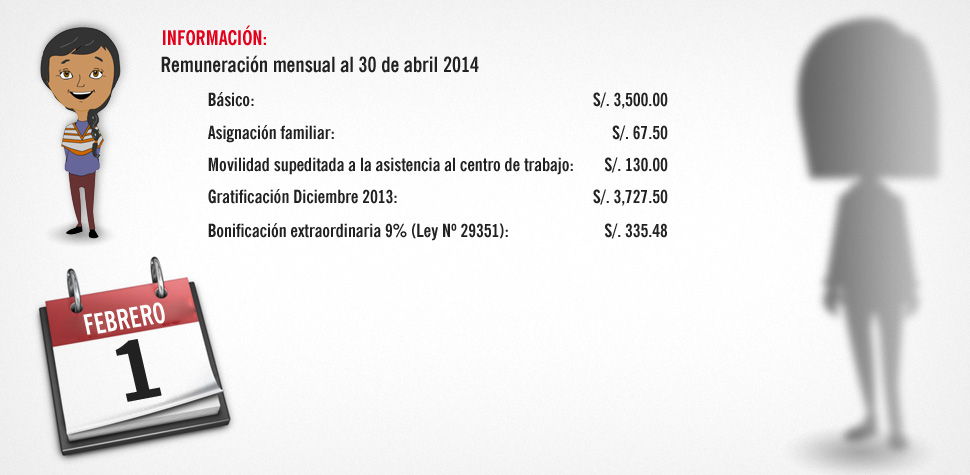 INFORMACIÓN:
Remuneración mensual al 30 de abril 2014
Básico: S/. 3,500.00
Asignación familiar: S/. 67.50
Movilidad supeditada a la asistencia al centro de trabajo: S/. 130.00
Gratificación Diciembre 2013: S/. 3,727.50
Bonificación extraordinaria 9% (Ley Nº 29351): S/. 335.48
FEBRERO
1